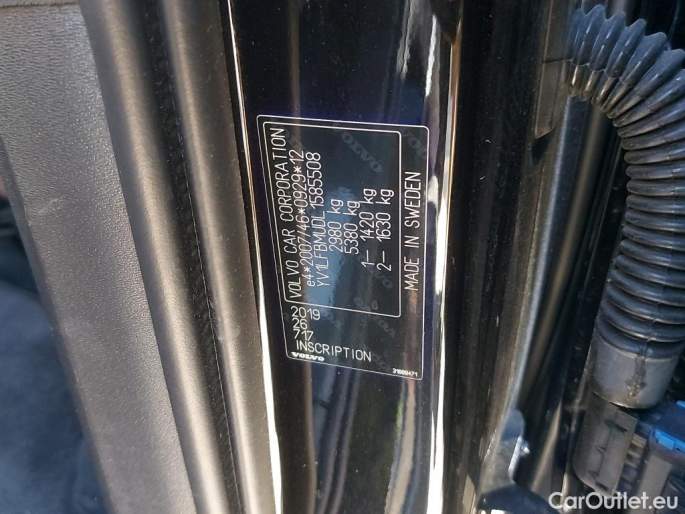 VOLVO CAR CORPORATION
e4*2007/46*0929*12
YV1LFBMUDL1585508
2980 kg
5380 kg
1– 1420 kg
2– 1630 kg
MADE IN SWEDEN
2019
26
717
INSCRIPTION
VOLVO
VOLVO
CarOutlet.eu